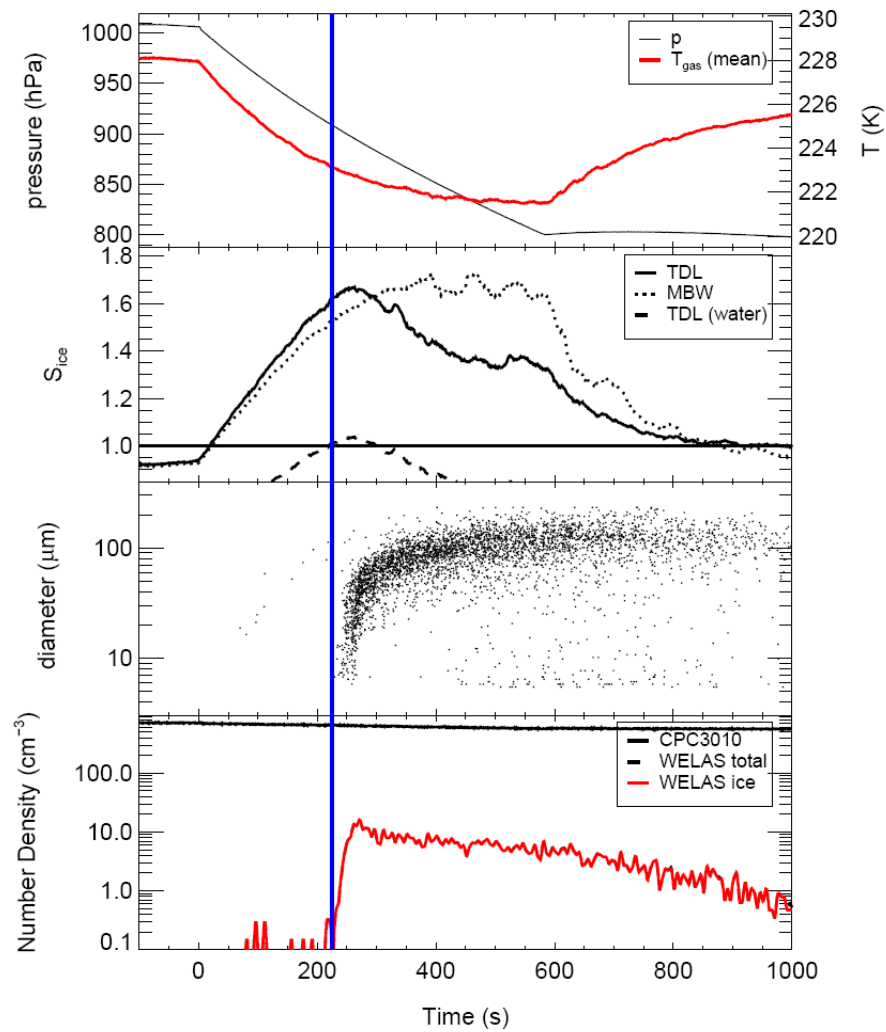 1000
950
900
850
800
pressure (hPa)
p
T_gas (mean)
230
228
226
224
222
220
T (K)
1.8
1.6
1.4
1.2
1.0
S_ice
TDL
MBW
TDL (water)
100
10
diameter (μm)
100.0
10.0
1.0
0.1
Number Density (cm⁻³)
CPC3010
WELAS total
WELAS ice
0 200 400 600 800 1000
Time (s)